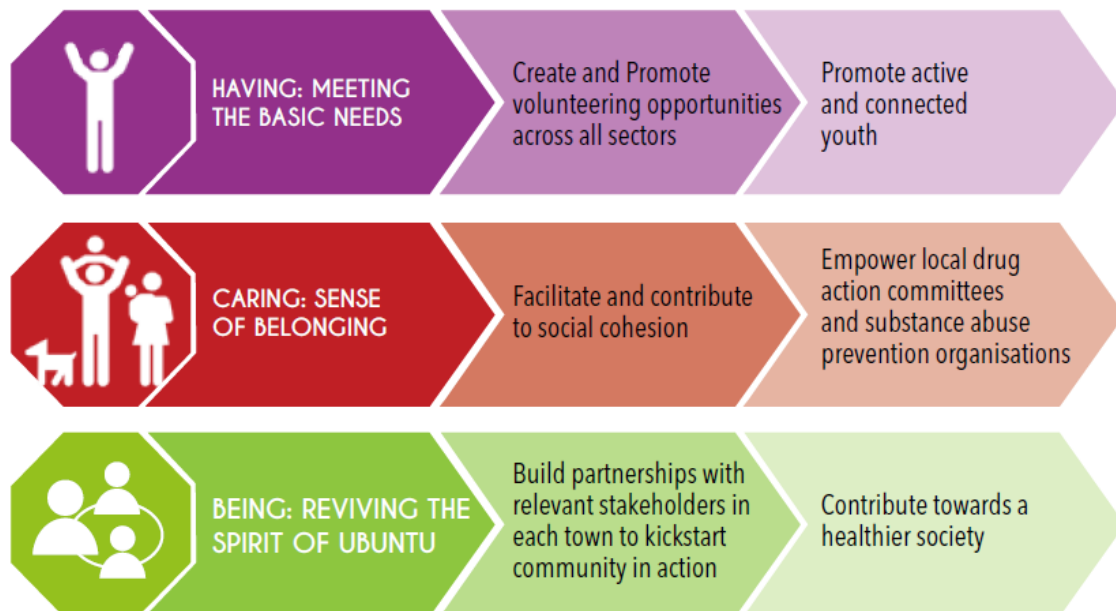 HAVING: MEETING
THE BASIC NEEDS
Create and Promote
volunteering opportunities
across all sectors
Promote active
and connected
youth
CARING: SENSE
OF BELONGING
Facilitate and contribute
to social cohesion
Empower local drug
action committees
and substance abuse
prevention organisations
BEING: REVIVING THE
SPIRIT OF UBUNTU
Build partnerships with
relevant stakeholders in
each town to kickstart
community in action
Contribute towards a
healthier society